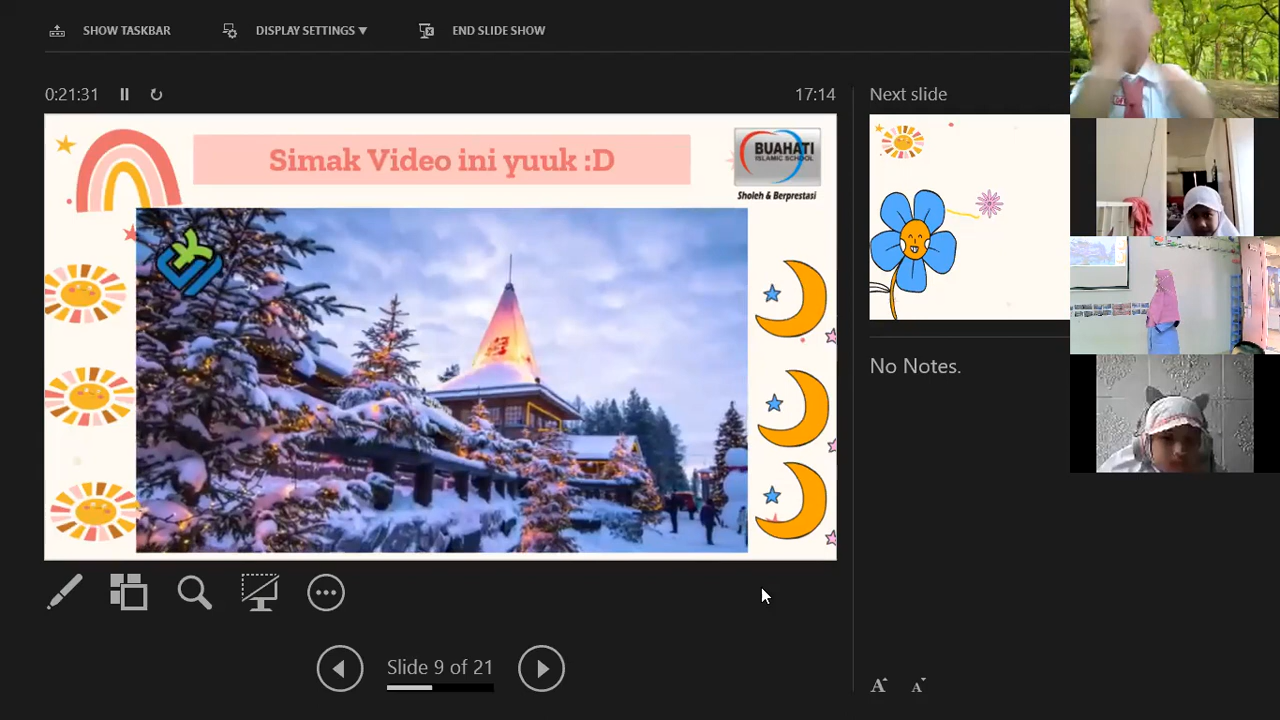 SHOW TASKBAR
DISPLAY SETTINGS ▼
END SLIDE SHOW
0:21:31
17:14
Next slide
Simak Video ini yuuk :D
BUAHATI
ISLAMIC SCHOOL
Sholeh & Berprestasi
No Notes.
Slide 9 of 21
A A